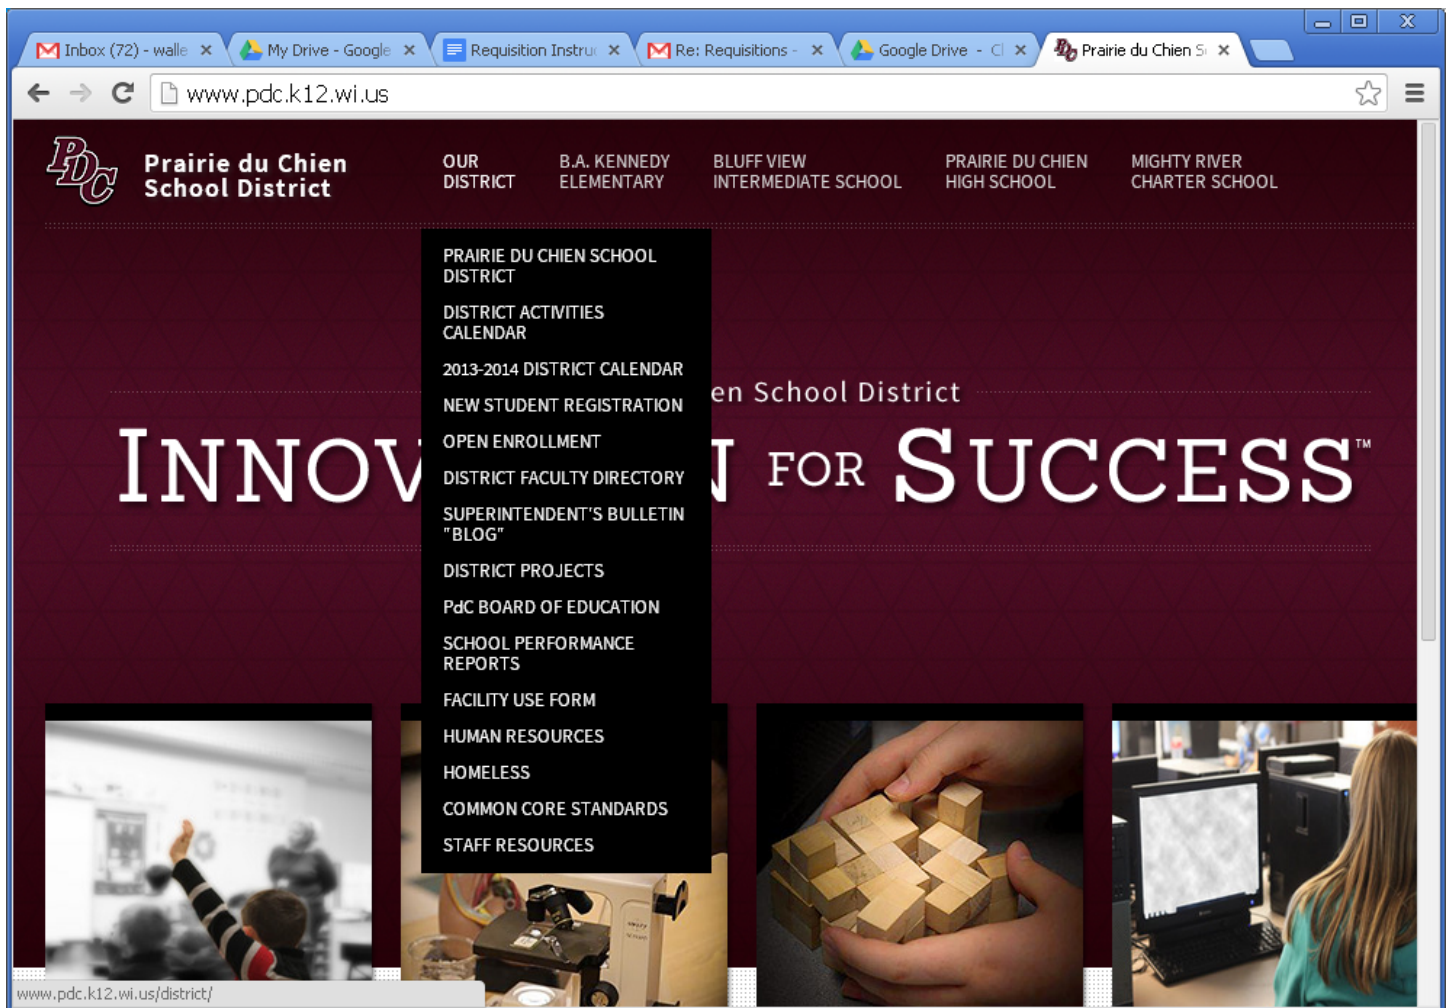 Inbox (72) - walle
My Drive - Google
Requisition Instruc
Re: Requisitions -
Google Drive - Cl
Prairie du Chien S
www.pdc.k12.wi.us
PDC
Prairie du Chien
School District
OUR
DISTRICT
B.A. KENNEDY
ELEMENTARY
BLUFF VIEW
INTERMEDIATE SCHOOL
PRAIRIE DU CHIEN
HIGH SCHOOL
MIGHTY RIVER
CHARTER SCHOOL
PRAIRIE DU CHIEN SCHOOL
DISTRICT
DISTRICT ACTIVITIES
CALENDAR
2013-2014 DISTRICT CALENDAR
NEW STUDENT REGISTRATION
OPEN ENROLLMENT
DISTRICT FACULTY DIRECTORY
SUPERINTENDENT'S BULLETIN
"BLOG"
DISTRICT PROJECTS
PdC BOARD OF EDUCATION
SCHOOL PERFORMANCE
REPORTS
FACILITY USE FORM
HUMAN RESOURCES
HOMELESS
COMMON CORE STANDARDS
STAFF RESOURCES
en School District
INNOV N FOR SUCCESS™
www.pdc.k12.wi.us/district/